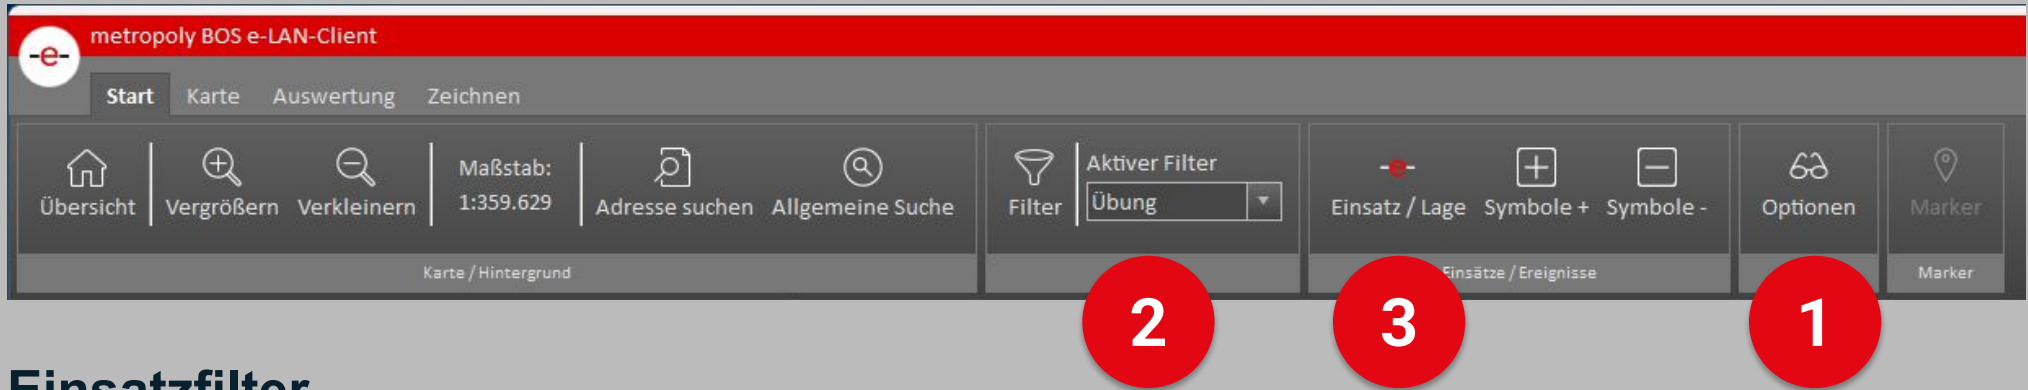 -e-
metropoly BOS e-LAN-Client
Start Karte Auswertung Zeichnen
Übersicht Vergrößern Verkleinern Maßstab: 1:359.629 Adresse suchen Allgemeine Suche
Karte / Hintergrund
Filter Aktiver Filter Übung
-e- Einsatz / Lage Symbole + Symbole -
Einsätze / Ereignisse
Optionen
Marker
Marker
2 3 1
Einsatzfilter